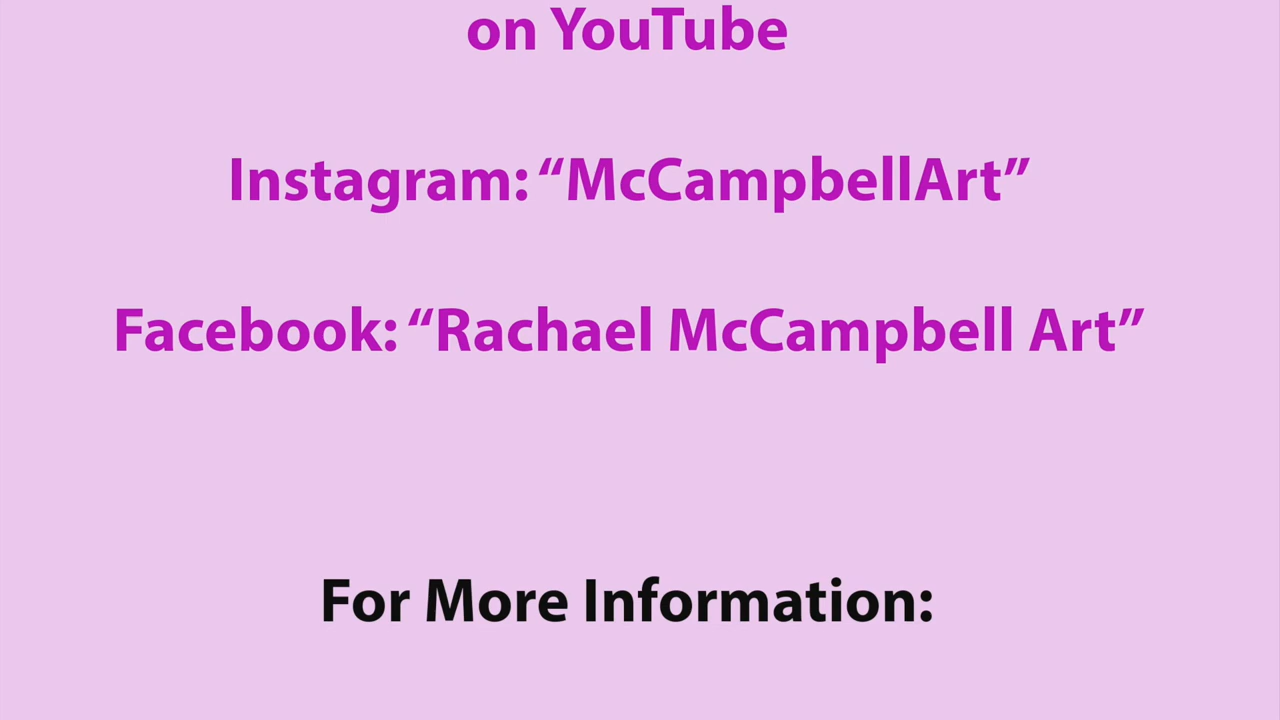 on YouTube
Instagram: “McCampbellArt”
Facebook: “Rachael McCampbell Art”
For More Information: